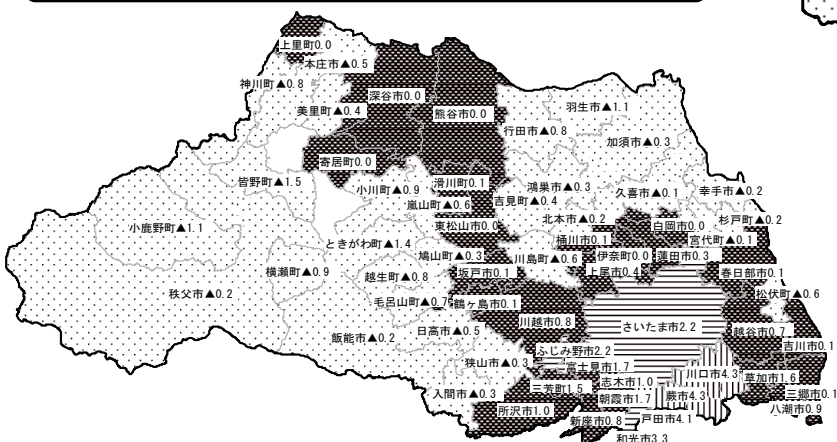 上里町0.0
本庄市▲0.5
神川町▲0.8
深谷市0.0
美里町▲0.4
熊谷市0.0
羽生市▲1.1
行田市▲0.8
加須市▲0.3
寄居町0.0
皆野町▲1.5
小川町▲0.9
滑川町0.1
嵐山町▲0.6
吉見町▲0.4
鴻巣市▲0.3
久喜市▲0.1
幸手市▲0.2
北本市▲0.2
杉戸町▲0.2
小鹿野町▲1.1
東松山市0.0
白岡市0.0
ときがわ町▲1.4
桶川市0.1
宮代町▲0.1
鳩山町▲0.3
川島町▲0.6
伊奈町0.0
蓮田市0.3
横瀬町▲0.9
越生町▲0.8
坂戸市0.1
上尾市0.4
春日部市0.1
秩父市▲0.2
毛呂山町▲0.7
鶴ヶ島市0.1
松伏町▲0.6
川越市0.8
さいたま市2.2
飯能市▲0.2
日高市▲0.5
越谷市0.7
吉川市0.1
ふじみ野市2.2
狭山市▲0.3
富士見市1.7
川口市4.3
草加市1.6
入間市▲0.3
三芳町1.5
志木市1.0
三郷市0.1
朝霞市1.7
蕨市4.3
八潮市0.9
所沢市1.0
新座市0.8
戸田市4.1
和光市3.3